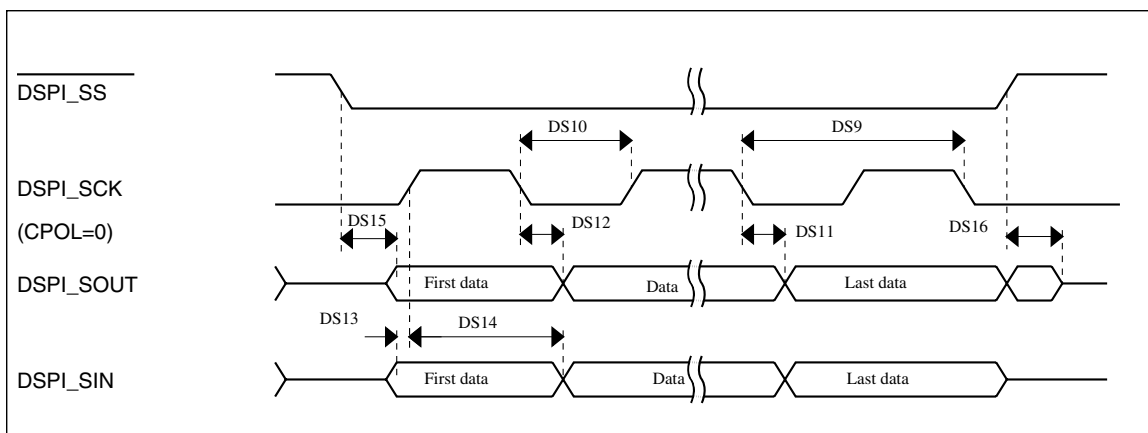 DSPI_SS
DS10
DS9
DSPI_SCK
(CPOL=0)
DS15
DS12
DS11
DS16
DSPI_SOUT
First data
Data
Last data
DS13
DS14
DSPI_SIN
First data
Data
Last data